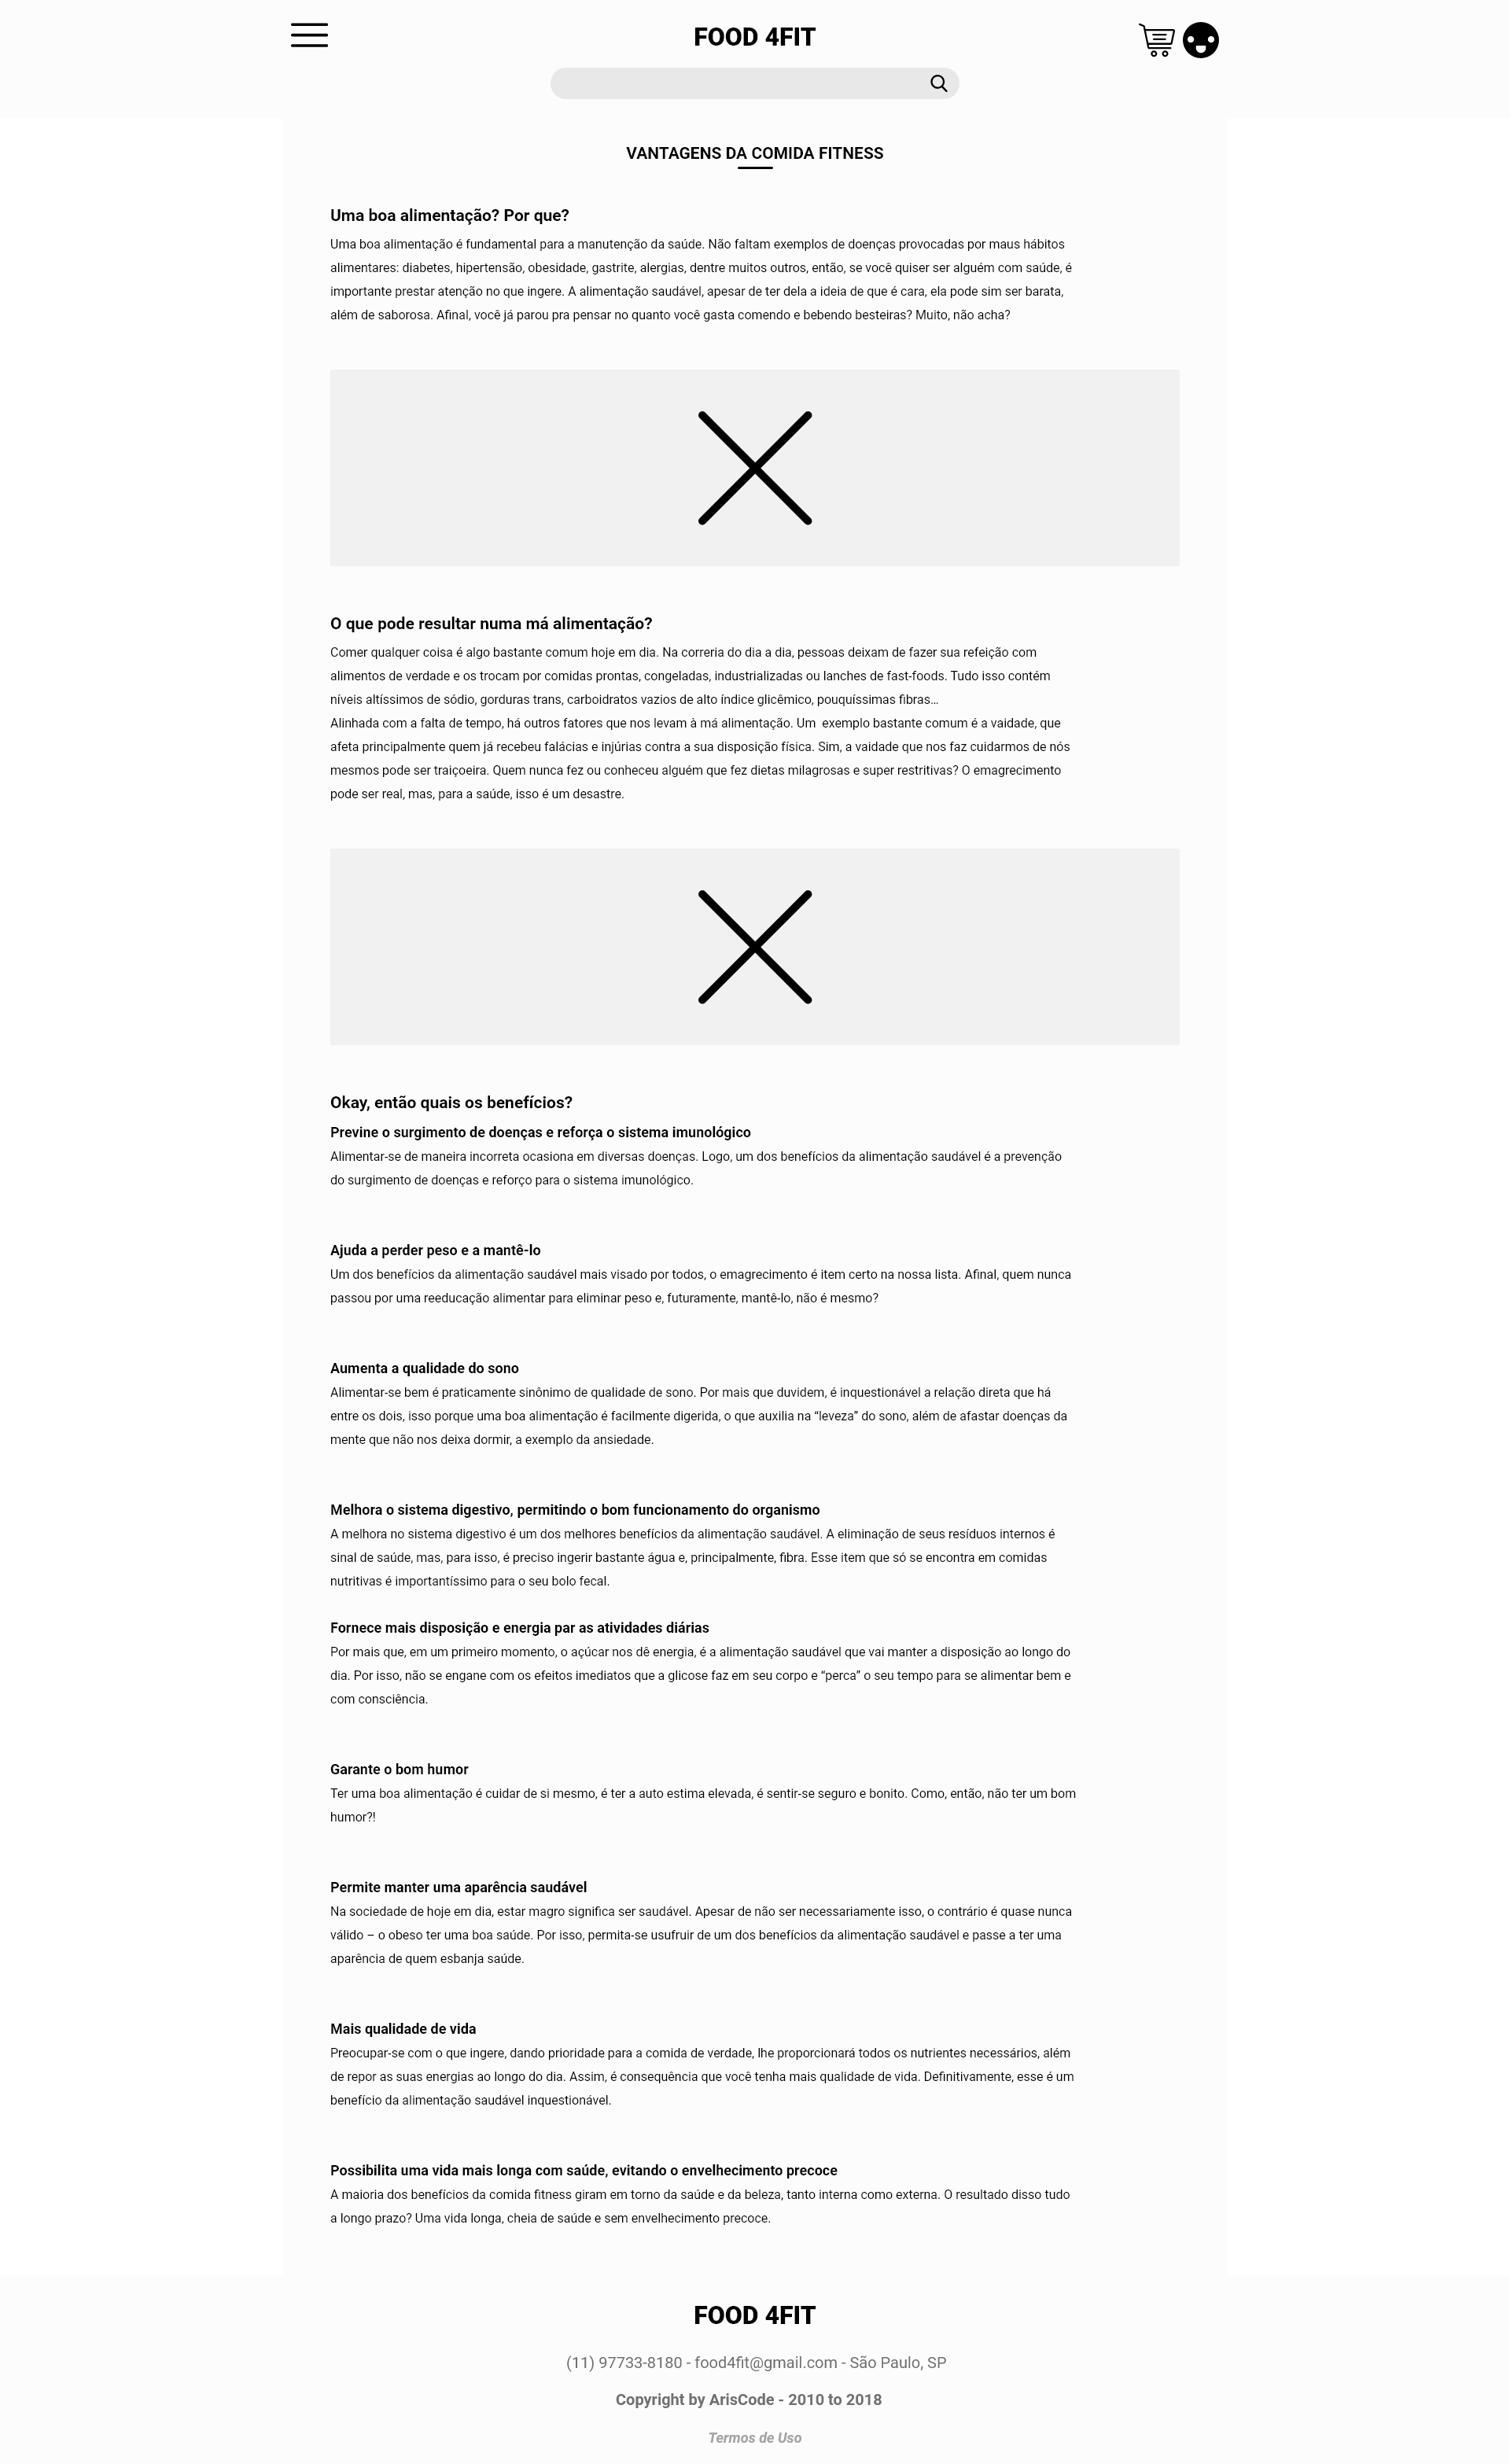 FOOD 4FIT
VANTAGENS DA COMIDA FITNESS
Uma boa alimentação? Por que?
Uma boa alimentação é fundamental para a manutenção da saúde. Não faltam exemplos de doenças provocadas por maus hábitos
alimentares: diabetes, hipertensão, obesidade, gastrite, alergias, dentre muitos outros, então, se você quiser ser alguém com saúde, é
importante prestar atenção no que ingere. A alimentação saudável, apesar de ter dela a ideia de que é cara, ela pode sim ser barata,
além de saborosa. Afinal, você já parou pra pensar no quanto você gasta comendo e bebendo besteiras? Muito, não acha?
O que pode resultar numa má alimentação?
Comer qualquer coisa é algo bastante comum hoje em dia. Na correria do dia a dia, pessoas deixam de fazer sua refeição com
alimentos de verdade e os trocam por comidas prontas, congeladas, industrializadas ou lanches de fast-foods. Tudo isso contém
níveis altíssimos de sódio, gorduras trans, carboidratos vazios de alto índice glicêmico, pouquíssimas fibras…
Alinhada com a falta de tempo, há outros fatores que nos levam à má alimentação. Um  exemplo bastante comum é a vaidade, que
afeta principalmente quem já recebeu falácias e injúrias contra a sua disposição física. Sim, a vaidade que nos faz cuidarmos de nós
mesmos pode ser traiçoeira. Quem nunca fez ou conheceu alguém que fez dietas milagrosas e super restritivas? O emagrecimento
pode ser real, mas, para a saúde, isso é um desastre.
Okay, então quais os benefícios?
Previne o surgimento de doenças e reforça o sistema imunológico
Alimentar-se de maneira incorreta ocasiona em diversas doenças. Logo, um dos benefícios da alimentação saudável é a prevenção
do surgimento de doenças e reforço para o sistema imunológico.
Ajuda a perder peso e a mantê-lo
Um dos benefícios da alimentação saudável mais visado por todos, o emagrecimento é item certo na nossa lista. Afinal, quem nunca
passou por uma reeducação alimentar para eliminar peso e, futuramente, mantê-lo, não é mesmo?
Aumenta a qualidade do sono
Alimentar-se bem é praticamente sinônimo de qualidade de sono. Por mais que duvidem, é inquestionável a relação direta que há
entre os dois, isso porque uma boa alimentação é facilmente digerida, o que auxilia na “leveza” do sono, além de afastar doenças da
mente que não nos deixa dormir, a exemplo da ansiedade.
Melhora o sistema digestivo, permitindo o bom funcionamento do organismo
A melhora no sistema digestivo é um dos melhores benefícios da alimentação saudável. A eliminação de seus resíduos internos é
sinal de saúde, mas, para isso, é preciso ingerir bastante água e, principalmente, fibra. Esse item que só se encontra em comidas
nutritivas é importantíssimo para o seu bolo fecal.
Fornece mais disposição e energia par as atividades diárias
Por mais que, em um primeiro momento, o açúcar nos dê energia, é a alimentação saudável que vai manter a disposição ao longo do
dia. Por isso, não se engane com os efeitos imediatos que a glicose faz em seu corpo e “perca” o seu tempo para se alimentar bem e
com consciência.
Garante o bom humor
Ter uma boa alimentação é cuidar de si mesmo, é ter a auto estima elevada, é sentir-se seguro e bonito. Como, então, não ter um bom
humor?!
Permite manter uma aparência saudável
Na sociedade de hoje em dia, estar magro significa ser saudável. Apesar de não ser necessariamente isso, o contrário é quase nunca
válido – o obeso ter uma boa saúde. Por isso, permita-se usufruir de um dos benefícios da alimentação saudável e passe a ter uma
aparência de quem esbanja saúde.
Mais qualidade de vida
Preocupar-se com o que ingere, dando prioridade para a comida de verdade, lhe proporcionará todos os nutrientes necessários, além
de repor as suas energias ao longo do dia. Assim, é consequência que você tenha mais qualidade de vida. Definitivamente, esse é um
benefício da alimentação saudável inquestionável.
Possibilita uma vida mais longa com saúde, evitando o envelhecimento precoce
A maioria dos benefícios da comida fitness giram em torno da saúde e da beleza, tanto interna como externa. O resultado disso tudo
a longo prazo? Uma vida longa, cheia de saúde e sem envelhecimento precoce.
FOOD 4FIT
(11) 97733-8180 - food4fit@gmail.com - São Paulo, SP
Copyright by ArisCode - 2010 to 2018
Termos de Uso